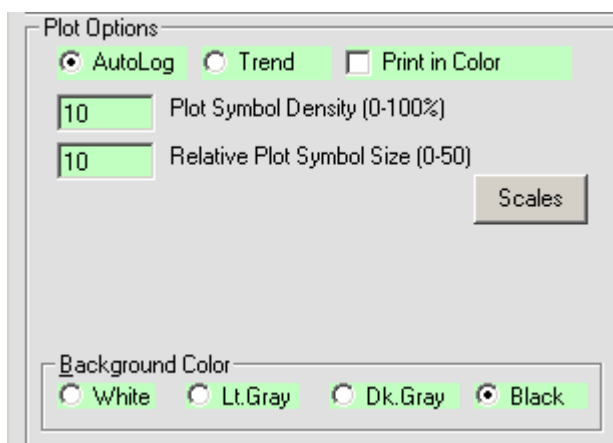 Plot Options
AutoLog Trend Print in Color
10 Plot Symbol Density (0-100%)
10 Relative Plot Symbol Size (0-50)
Scales
Background Color
White Lt.Gray Dk.Gray Black